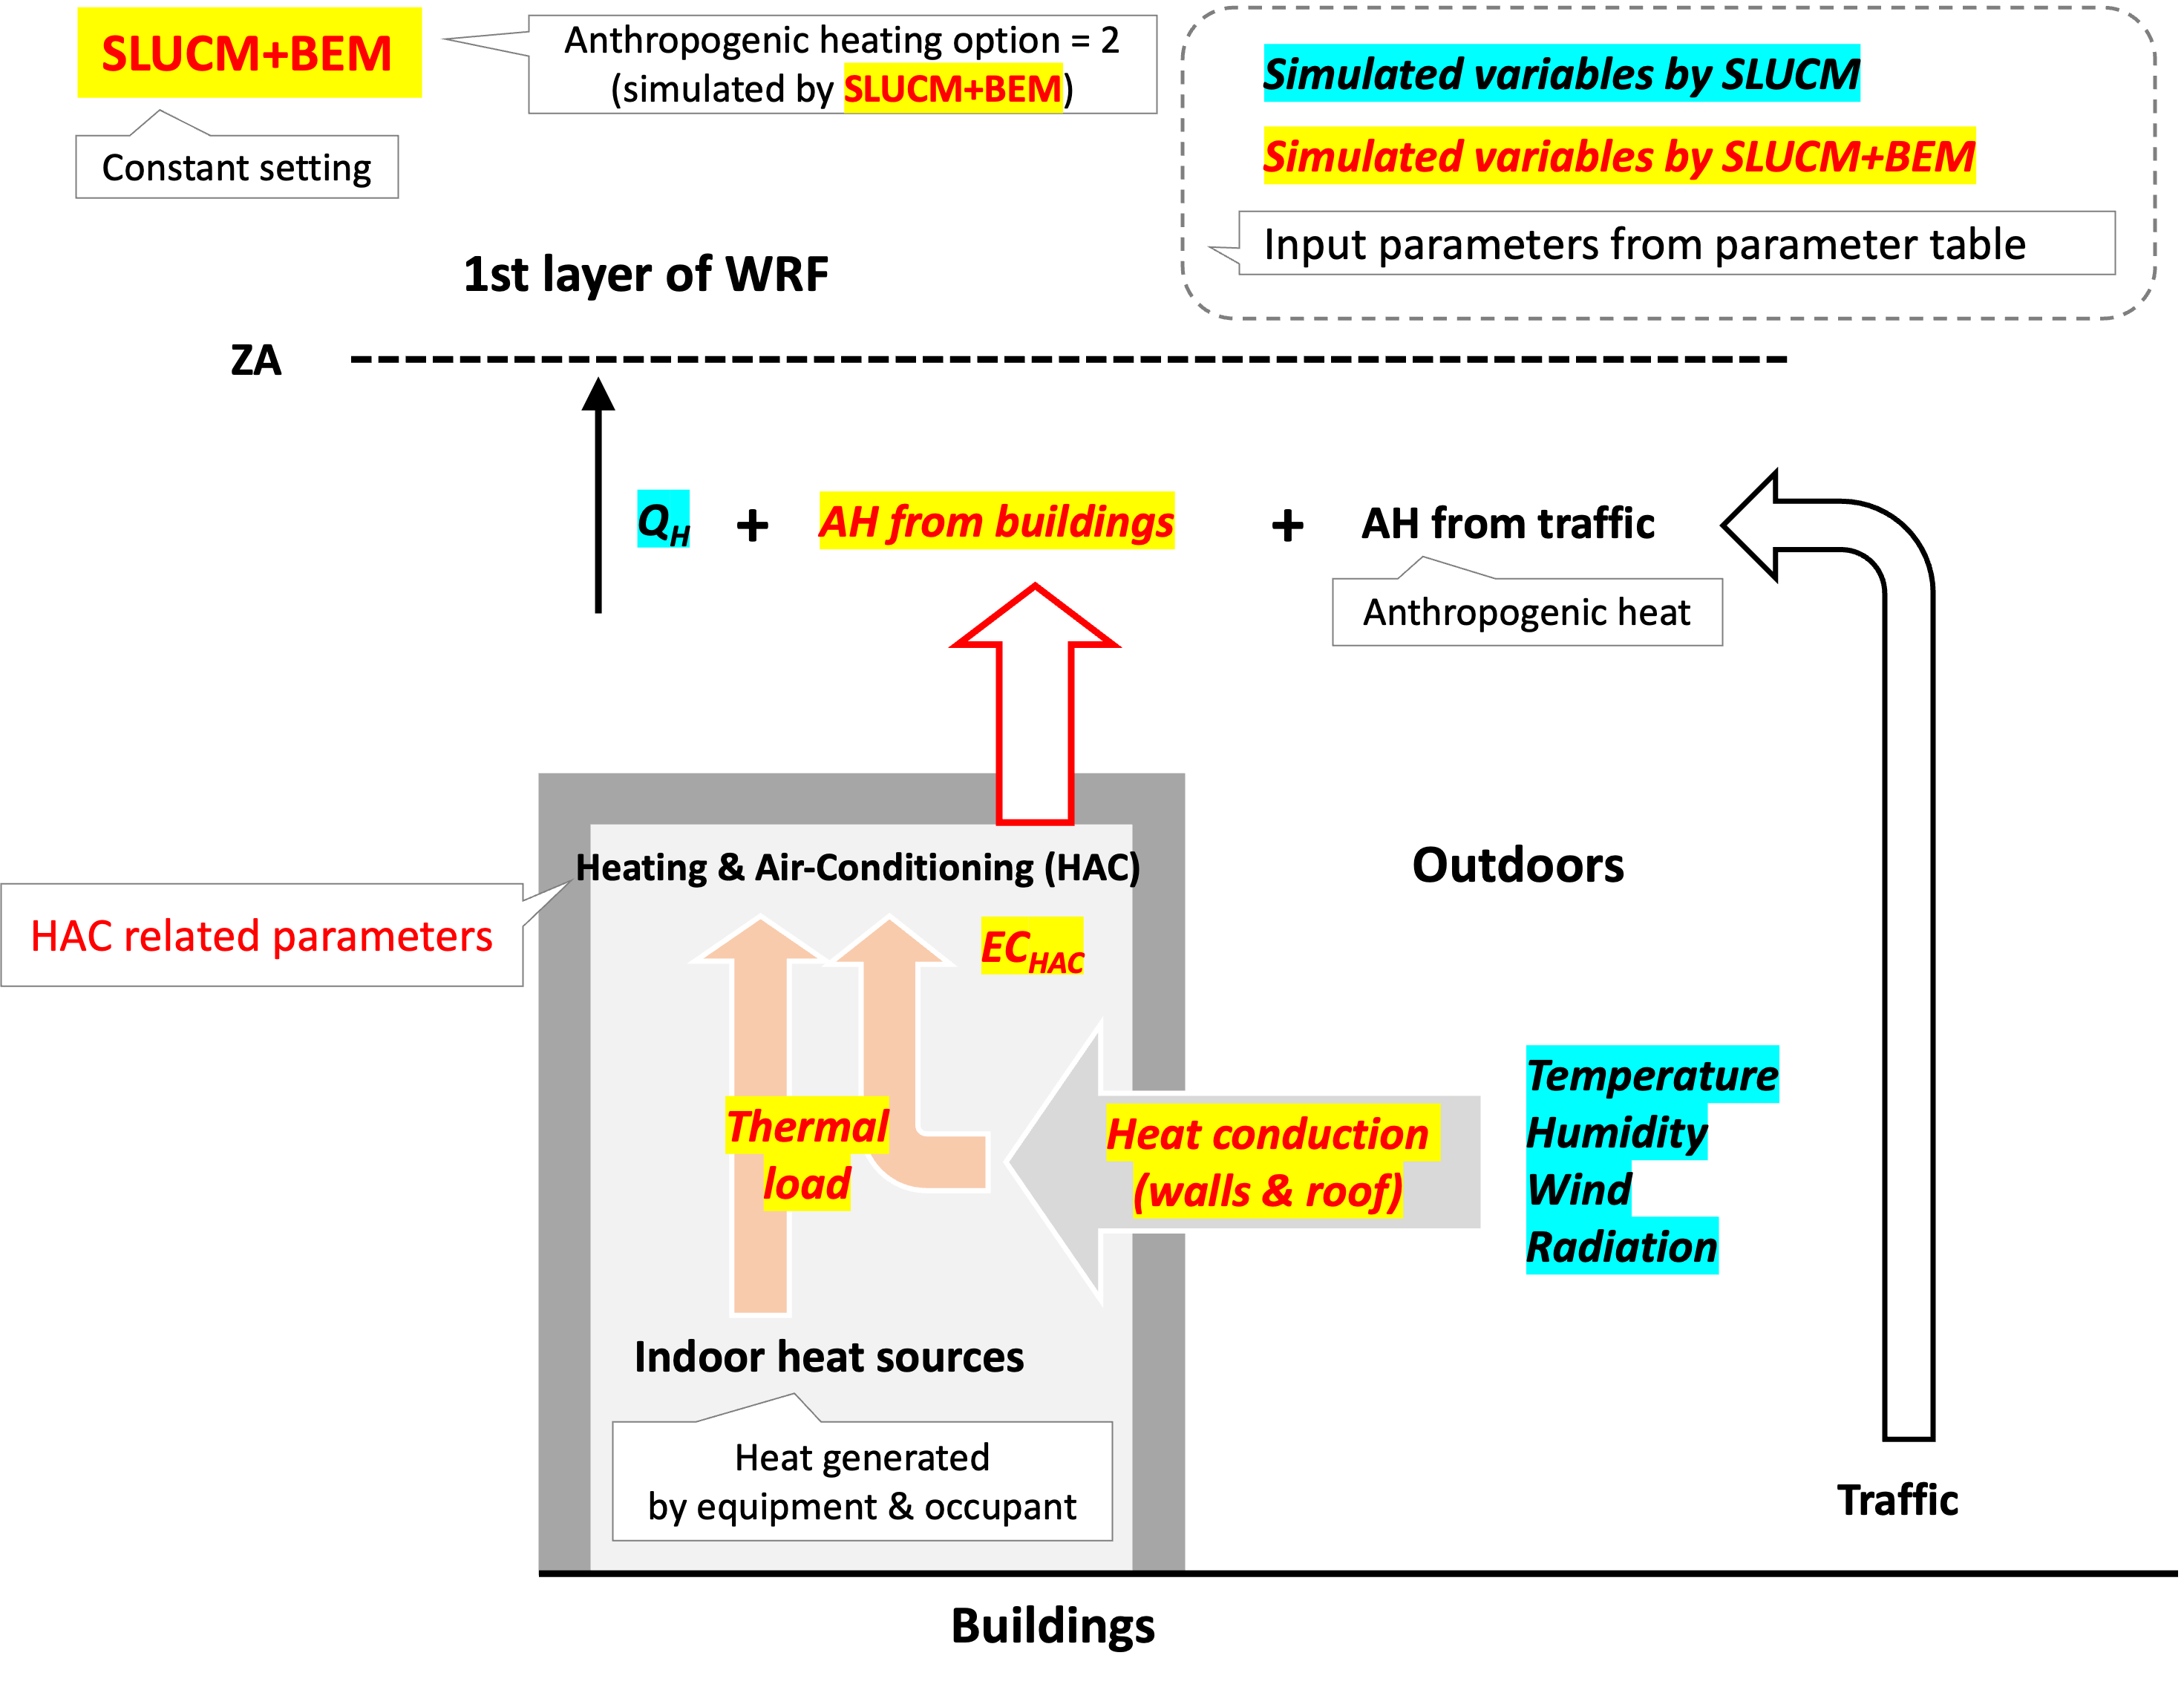 SLUCM+BEM
Anthropogenic heating option = 2
(simulated by SLUCM+BEM)
Constant setting
Simulated variables by SLUCM
Simulated variables by SLUCM+BEM
Input parameters from parameter table
1st layer of WRF
ZA
QH + AH from buildings + AH from traffic
Anthropogenic heat
Heating & Air-Conditioning (HAC)
HAC related parameters
ECHAC
Outdoors
Thermal
load
Heat conduction
(walls & roof)
Temperature
Humidity
Wind
Radiation
Indoor heat sources
Heat generated
by equipment & occupant
Traffic
Buildings